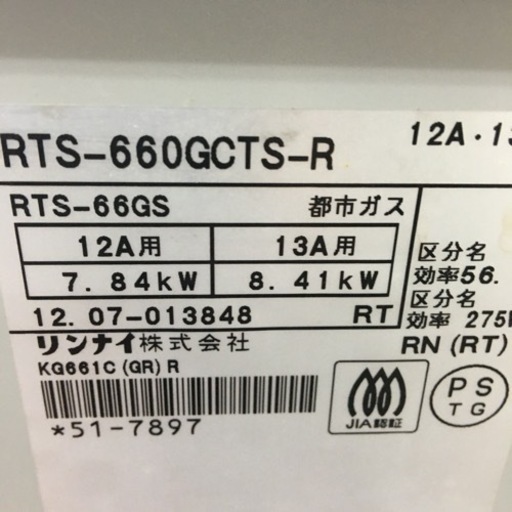 RTS-660GCTS-R
12A・13
RTS-66GS 都市ガス
12A用 13A用
7.84kW 8.41kW
区分名
効率56.
区分名
効率 275
12.07-013848 RT
リンナイ株式会社
RN(RT)
KG661C(GR)R
*51-7897
JIA認証
PS
TG